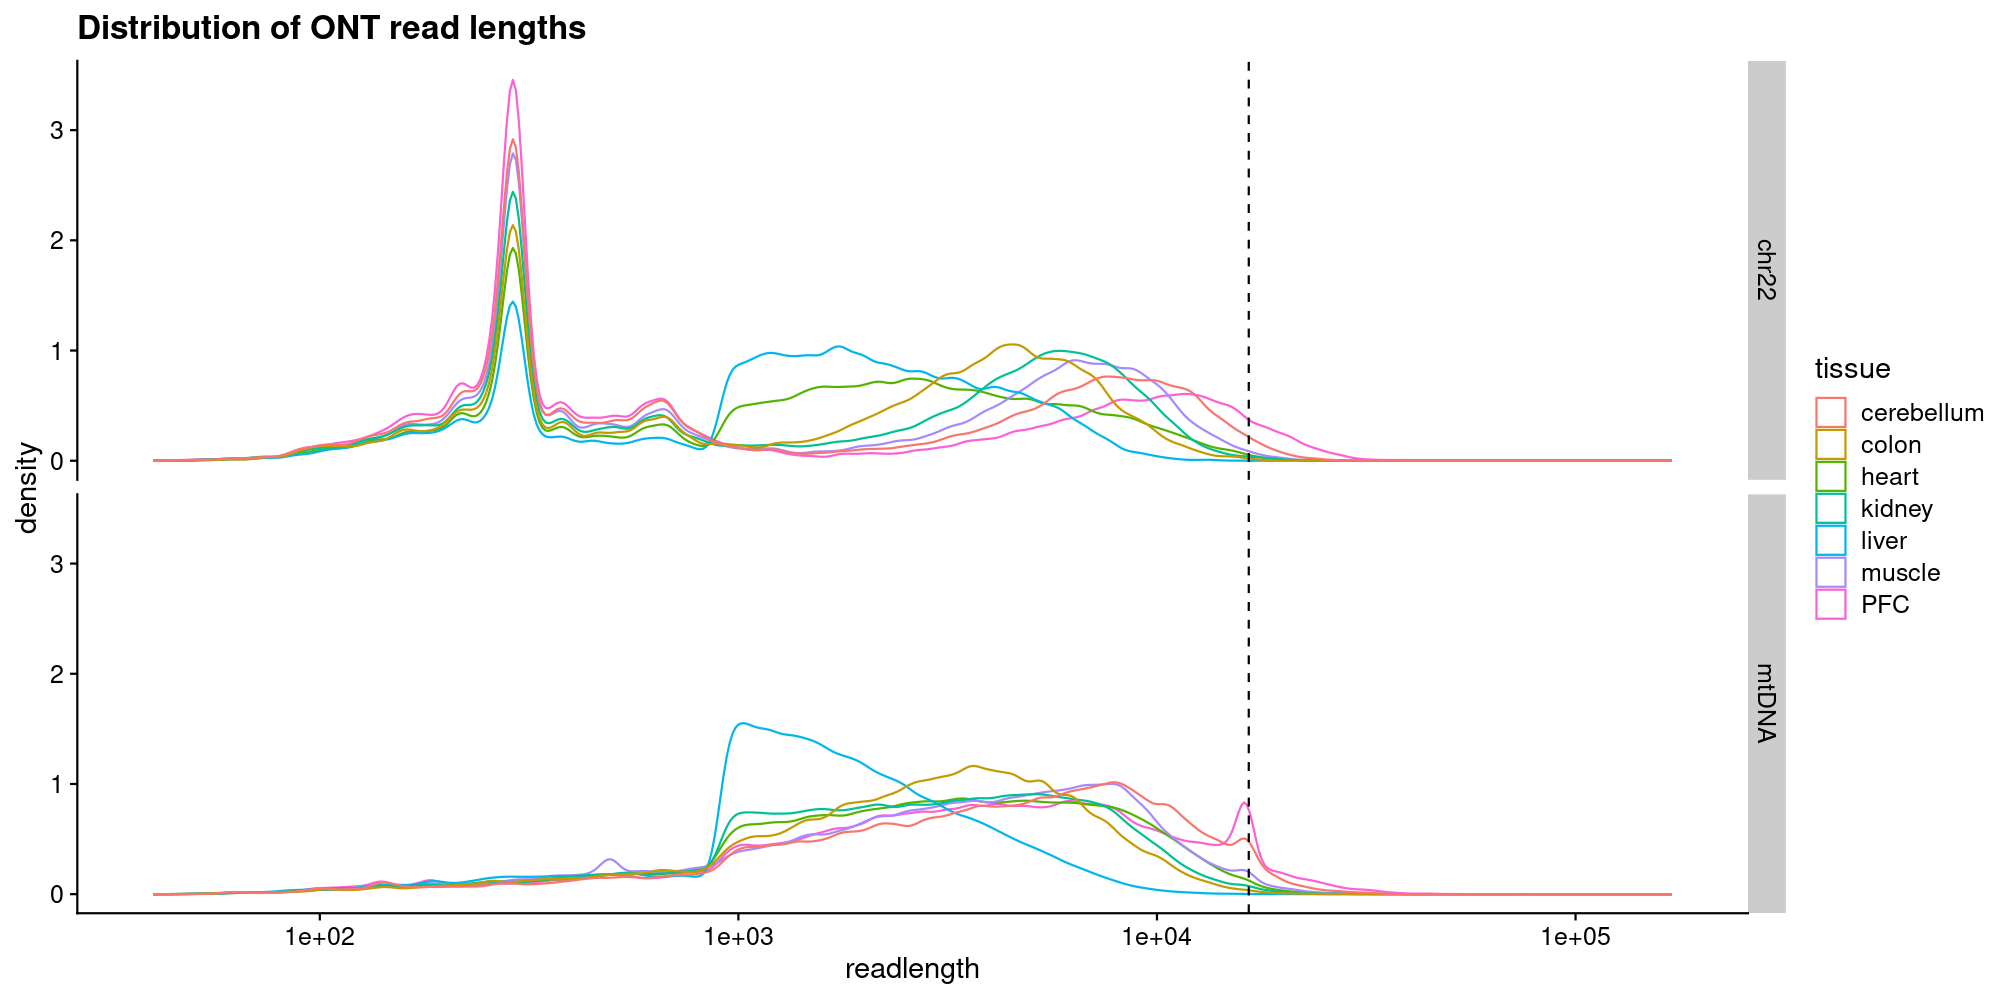 Distribution of ONT read lengths
density
3
2
1
0
chr22
3
2
1
0
mtDNA
1e+02
1e+03
1e+04
1e+05
readlength
tissue
cerebellum
colon
heart
kidney
liver
muscle
PFC